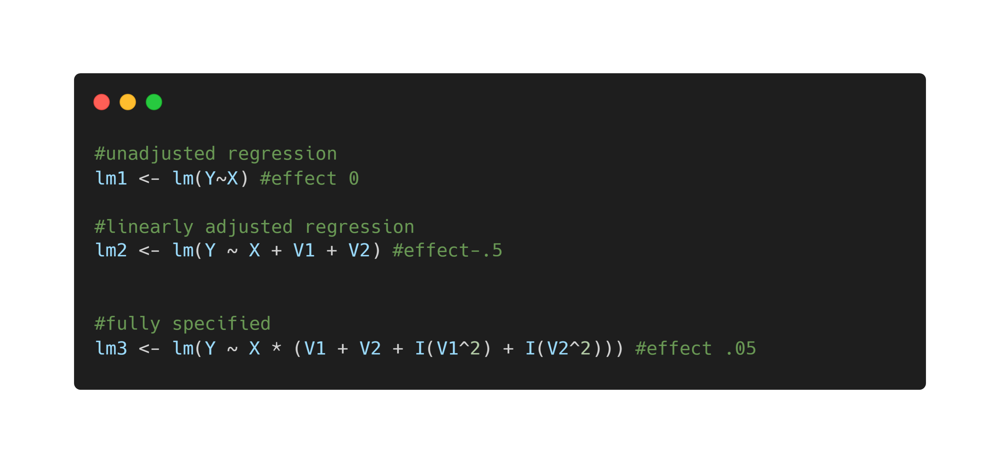 #unadjusted regression
lm1 <- lm(Y~X) #effect 0
#linearly adjusted regression
lm2 <- lm(Y ~ X + V1 + V2) #effect-.5
#fully specified
lm3 <- lm(Y ~ X * (V1 + V2 + I(V1^2) + I(V2^2))) #effect .05